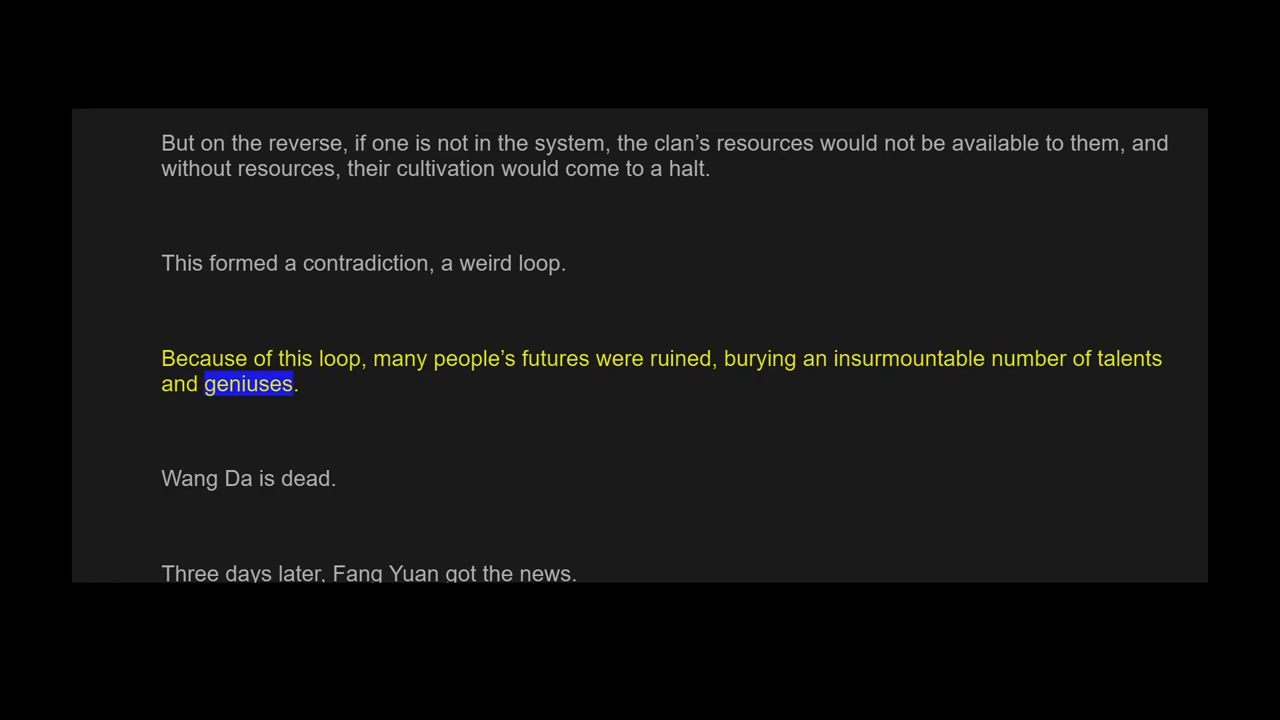 But on the reverse, if one is not in the system, the clan’s resources would not be available to them, and
without resources, their cultivation would come to a halt.
This formed a contradiction, a weird loop.
Because of this loop, many people’s futures were ruined, burying an insurmountable number of talents
and geniuses.
Wang Da is dead.
Three days later, Fang Yuan got the news.